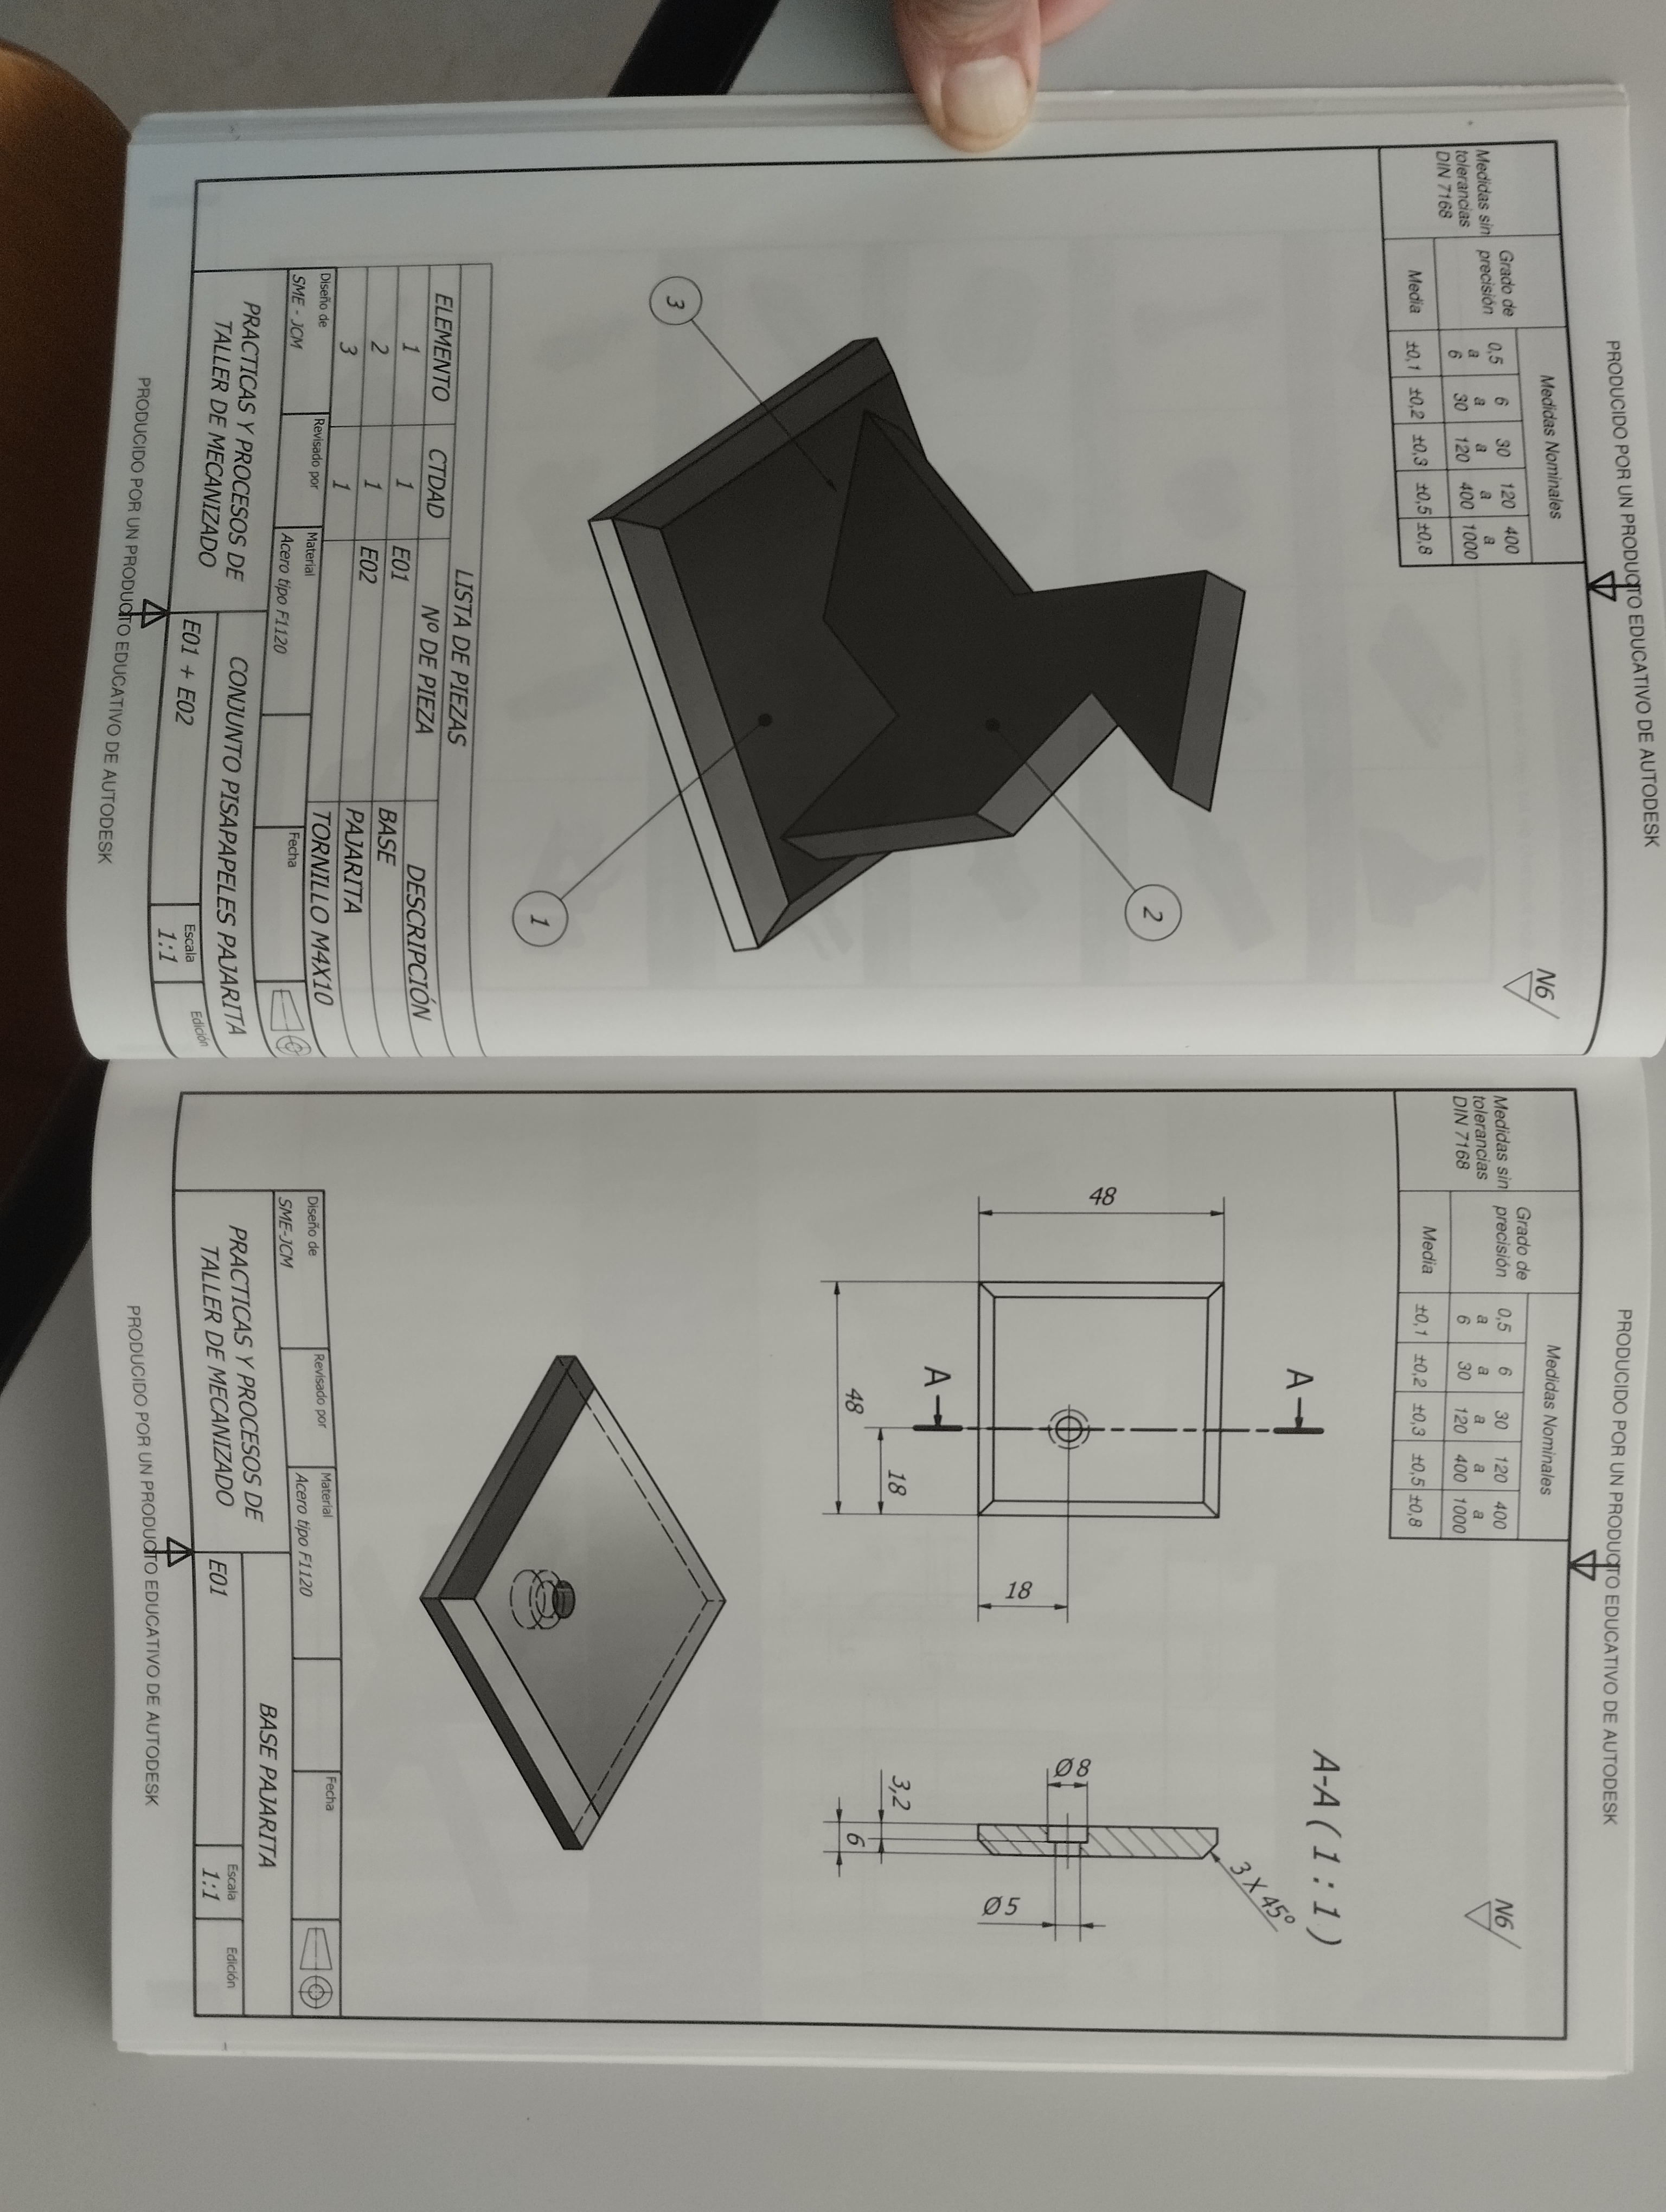 PRODUCIDO POR UN PRODUCTO EDUCATIVO DE AUTODESK
Medidas sin
tolerancias
DIN 7168
Grado de
precisión
Medidas Nominales
0,5 a 6
6 a 30
30 a 120
120 a 400
400 a 1000
Media
±0,1
±0,2
±0,3
±0,5
±0,8
N6
3
2
1
LISTA DE PIEZAS
ELEMENTO CTDAD Nº DE PIEZA DESCRIPCIÓN
1 1 E01 BASE
2 1 E02 PAJARITA
3 1 TORNILLO M4X10
Diseño de
SME - JCM
Revisado por
Material
Acero tipo F1120
Fecha
PRACTICAS Y PROCESOS DE
TALLER DE MECANIZADO
CONJUNTO PISAPAPELES PAJARITA
E01 + E02
Escala
1:1
Edición
PRODUCIDO POR UN PRODUCTO EDUCATIVO DE AUTODESK
PRODUCIDO POR UN PRODUCTO EDUCATIVO DE AUTODESK
Medidas sin
tolerancias
DIN 7168
Grado de
precisión
Medidas Nominales
0,5 a 6
6 a 30
30 a 120
120 a 400
400 a 1000
Media
±0,1
±0,2
±0,3
±0,5
±0,8
N6
A-A ( 1 : 1 )
A
A
48
48
18
18
3 X 45º
Ø8
Ø5
3,2
6
Diseño de
SME-JCM
Revisado por
Material
Acero tipo F1120
Fecha
PRACTICAS Y PROCESOS DE
TALLER DE MECANIZADO
BASE PAJARITA
E01
Escala
1:1
Edición
PRODUCIDO POR UN PRODUCTO EDUCATIVO DE AUTODESK